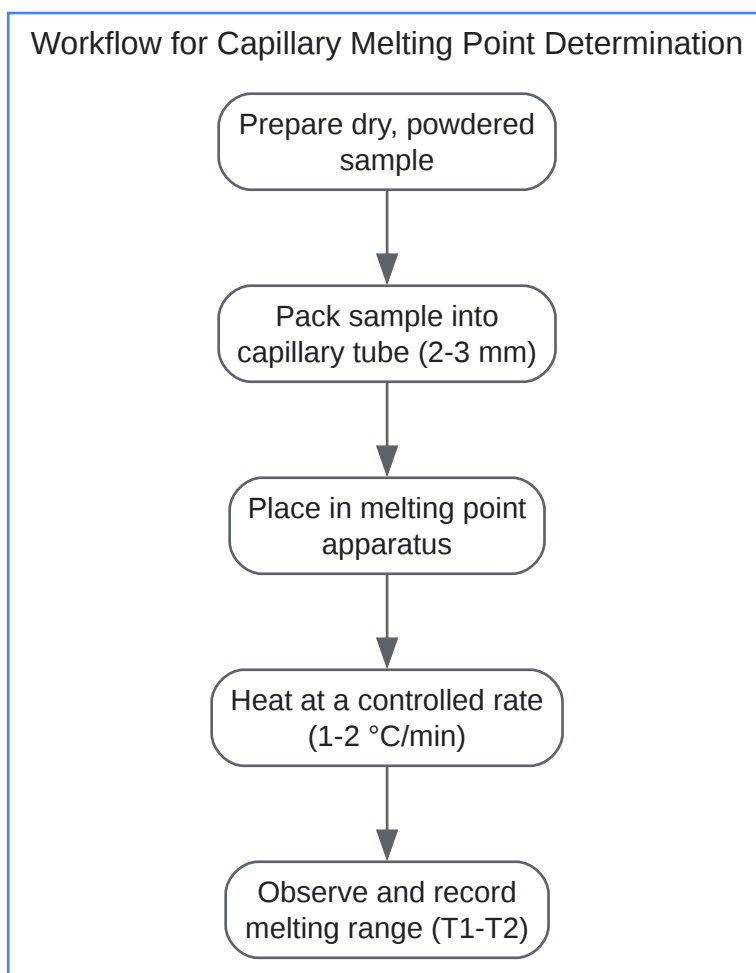 Workflow for Capillary Melting Point Determination
Prepare dry, powdered
sample
Pack sample into
capillary tube (2-3 mm)
Place in melting point
apparatus
Heat at a controlled rate
(1-2 °C/min)
Observe and record
melting range (T1-T2)